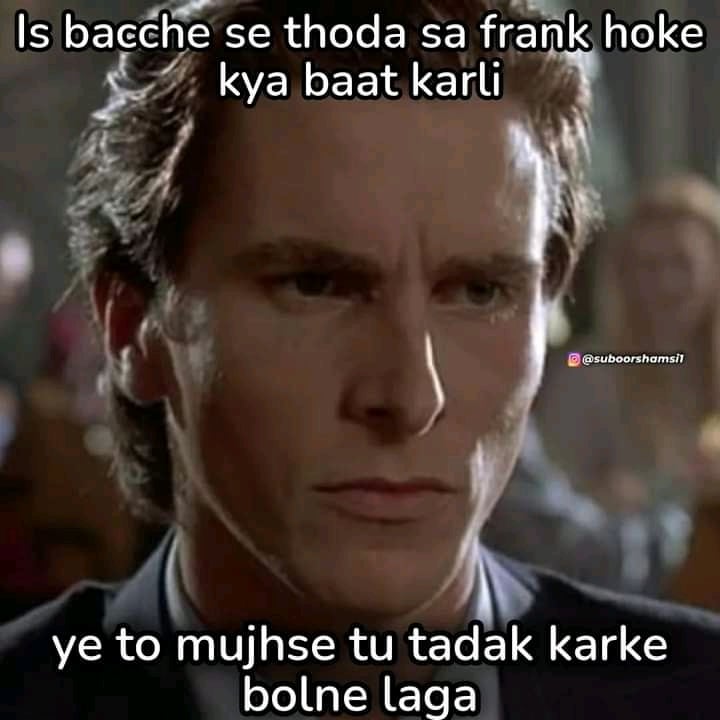 Is bacche se thoda sa frank hoke
kya baat karli
@suboorshamsi1
ye to mujhse tu tadak karke
bolne laga